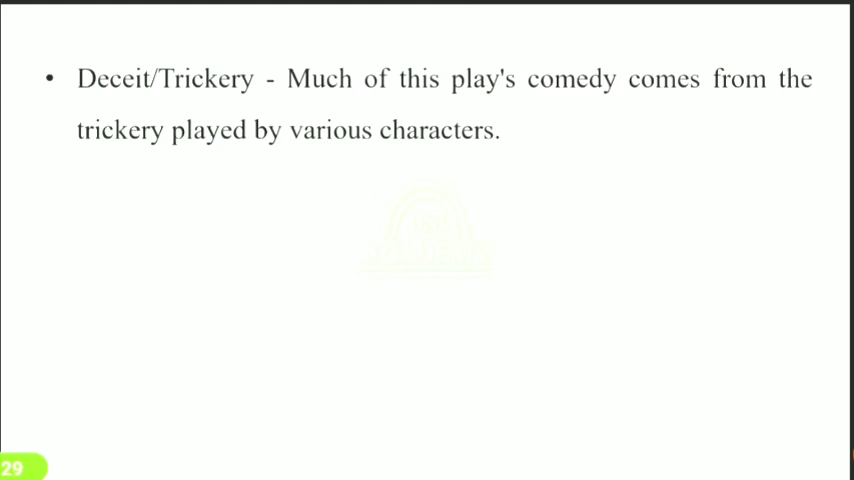 • Deceit/Trickery - Much of this play's comedy comes from the
trickery played by various characters.
29